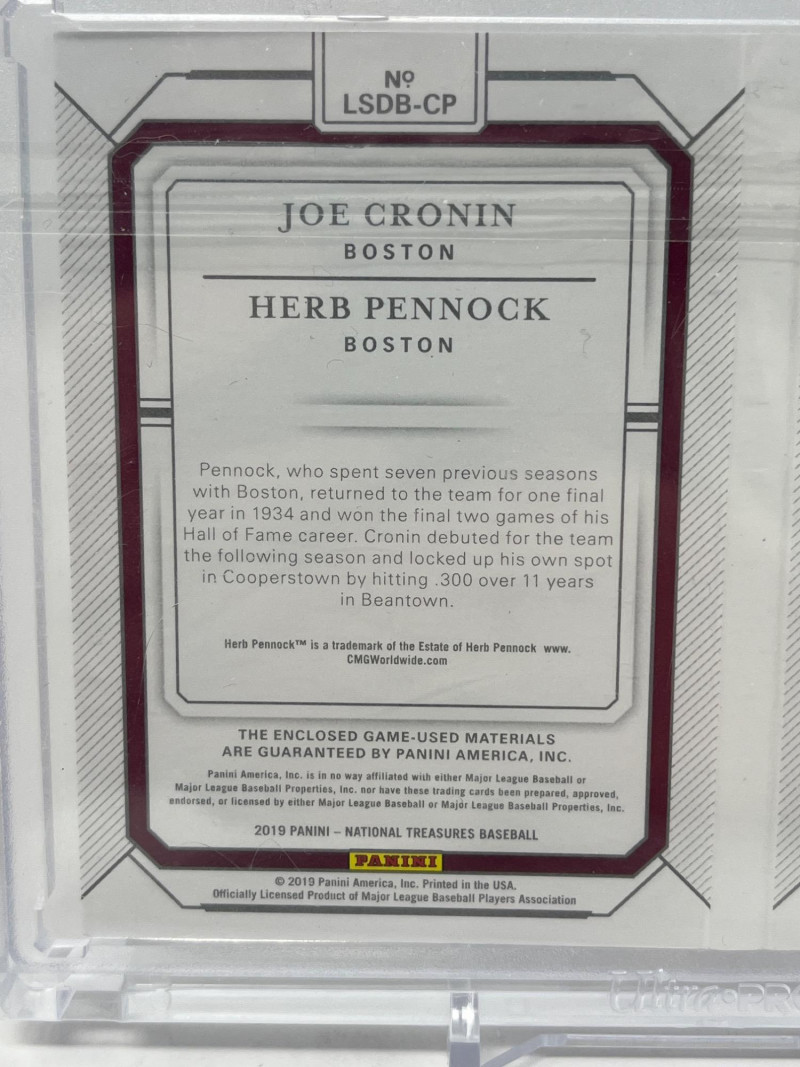 Nº
LSDB-CP
JOE CRONIN
BOSTON
HERB PENNOCK
BOSTON
Pennock, who spent seven previous seasons
with Boston, returned to the team for one final
year in 1934 and won the final two games of his
Hall of Fame career. Cronin debuted for the team
the following season and locked up his own spot
in Cooperstown by hitting .300 over 11 years
in Beantown.
Herb Pennock™ is a trademark of the Estate of Herb Pennock www.
CMGWorldwide.com
THE ENCLOSED GAME-USED MATERIALS
ARE GUARANTEED BY PANINI AMERICA, INC.
Panini America, Inc. is in no way affiliated with either Major League Baseball or
Major League Baseball Properties, Inc. nor have these trading cards been prepared, approved,
endorsed, or licensed by either Major League Baseball or Major League Baseball Properties, Inc.
2019 PANINI – NATIONAL TREASURES BASEBALL
PANINI
© 2019 Panini America, Inc. Printed in the USA.
Officially Licensed Product of Major League Baseball Players Association
Ultra•PRO